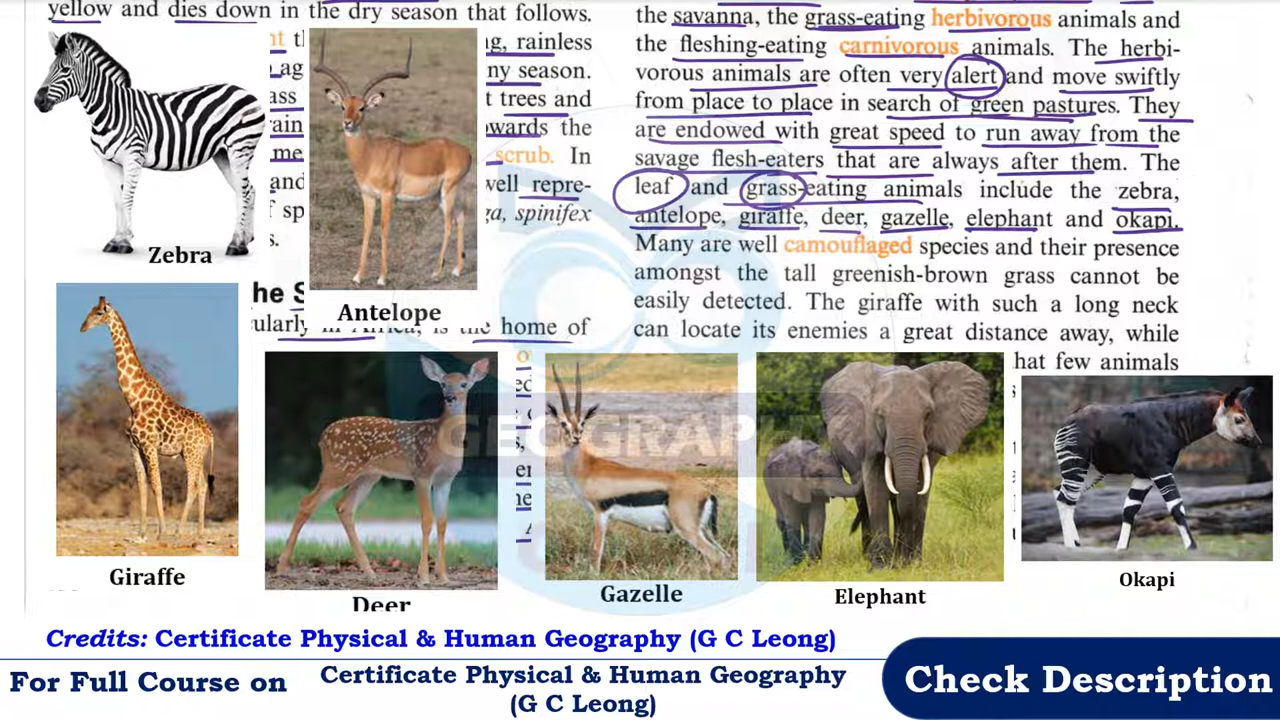 yellow and dies down in the dry season that follows.
ng, rainless
ny season.
t trees and
wards the
scrub. In
well repre-
ga, spinifex
s.
Zebra
Antelope
he S
cularly in Africa, is the home of
the savanna, the grass-eating herbivorous animals and
the fleshing-eating carnivorous animals. The herbi-
vorous animals are often very alert and move swiftly
from place to place in search of green pastures. They
are endowed with great speed to run away from the
savage flesh-eaters that are always after them. The
leaf and grass-eating animals include the zebra,
antelope, giraffe, deer, gazelle, elephant and okapi.
Many are well camouflaged species and their presence
amongst the tall greenish-brown grass cannot be
easily detected. The giraffe with such a long neck
can locate its enemies a great distance away, while
hat few animals
Giraffe
Deer
Gazelle
Elephant
Okapi
GEOGRAP
Credits: Certificate Physical & Human Geography (G C Leong)
For Full Course on
Certificate Physical & Human Geography
(G C Leong)
Check Description